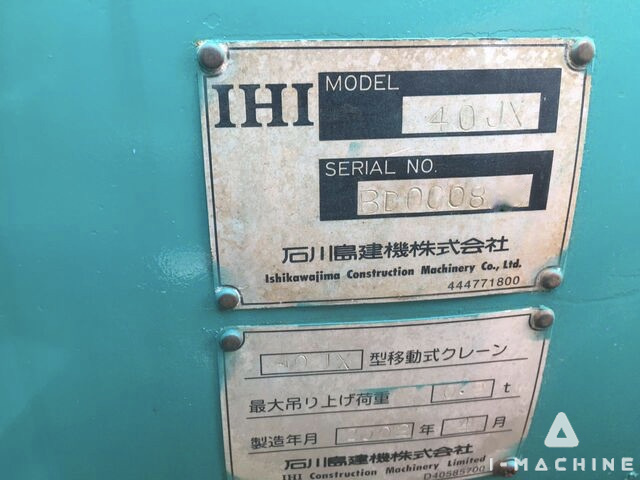 IHI
MODEL
40JX
SERIAL NO.
BD0008
石川島建機株式会社
Ishikawajima Construction Machinery Co., Ltd.
444771800
40JX 型移動式クレーン
最大吊り上げ荷重 t
製造年月 年 月
石川島建機株式会社
IHI Construction Machinery Limited
D40585700
I-MACHINE